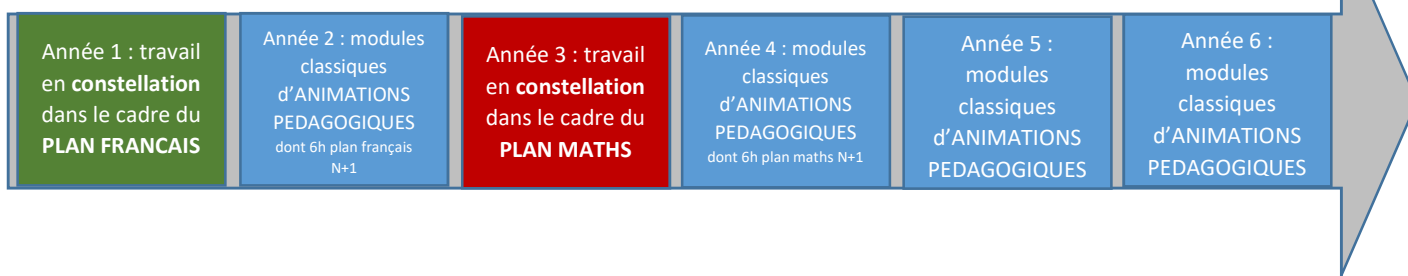 Année 1 : travail
en constellation
dans le cadre du
PLAN FRANCAIS
Année 2 : modules
classiques
d’ANIMATIONS
PEDAGOGIQUES
dont 6h plan français
N+1
Année 3 : travail
en constellation
dans le cadre du
PLAN MATHS
Année 4 : modules
classiques
d’ANIMATIONS
PEDAGOGIQUES
dont 6h plan maths N+1
Année 5 :
modules
classiques
d’ANIMATIONS
PEDAGOGIQUES
Année 6 :
modules
classiques
d’ANIMATIONS
PEDAGOGIQUES